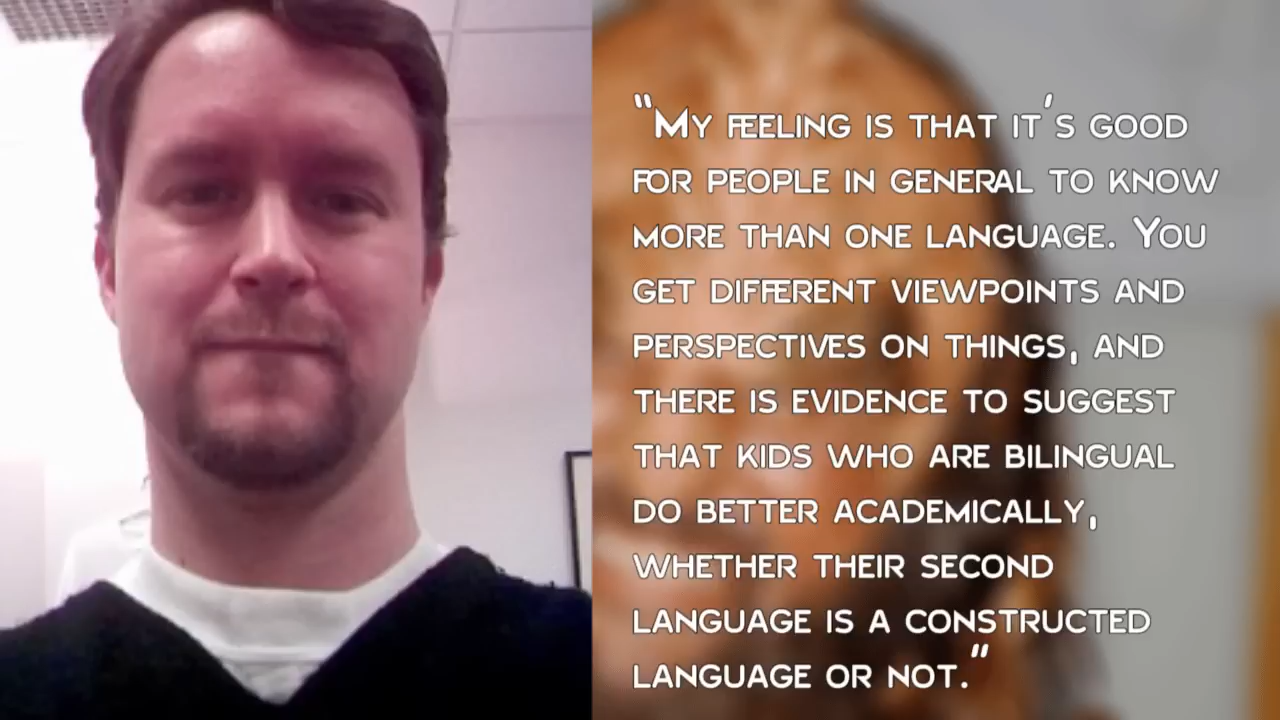 "My feeling is that it's good
for people in general to know
more than one language. You
get different viewpoints and
perspectives on things, and
there is evidence to suggest
that kids who are bilingual
do better academically,
whether their second
language is a constructed
language or not."